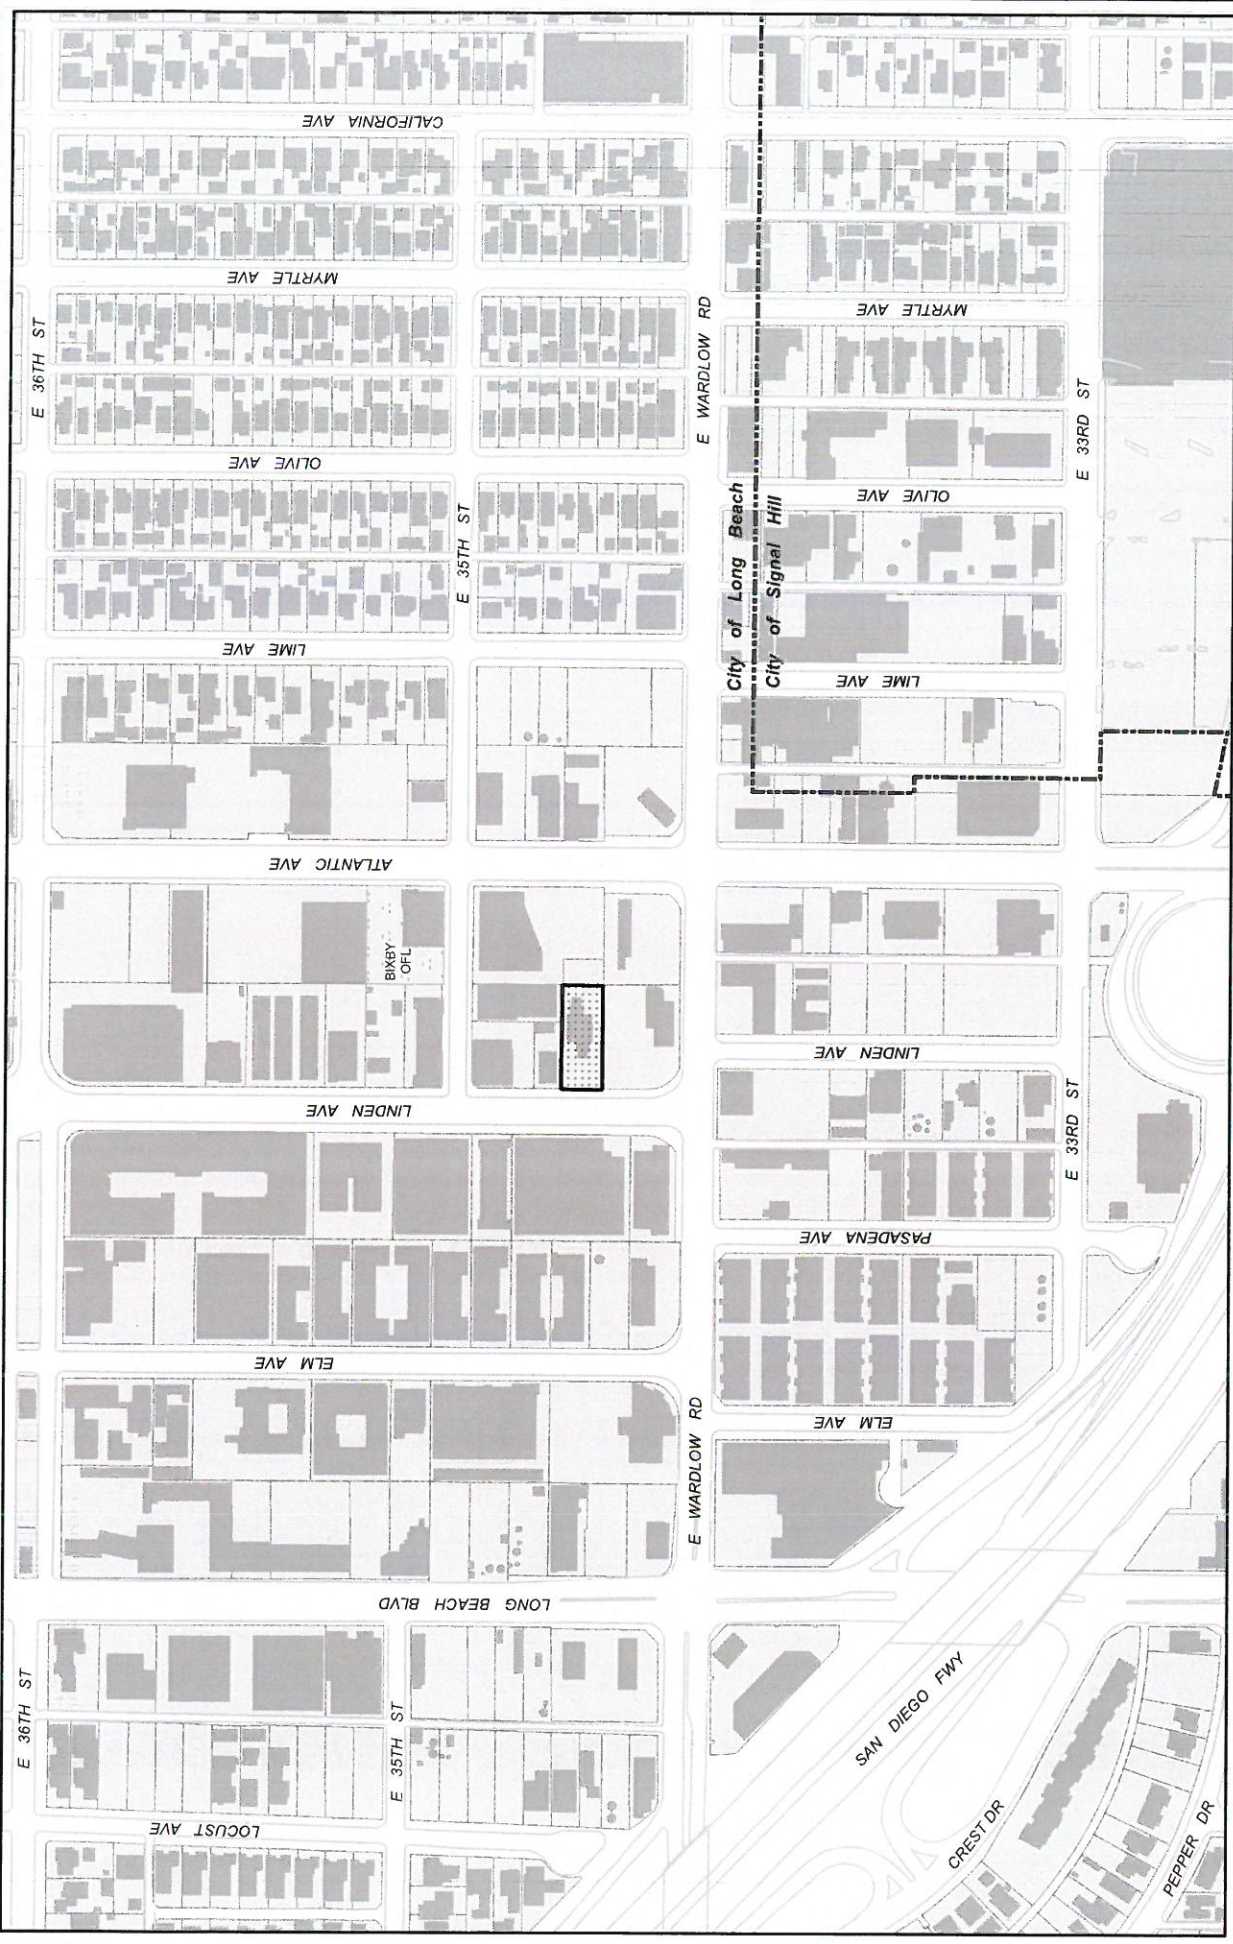 CALIFORNIA AVE
MYRTLE AVE
MYRTLE AVE
E 36TH ST
E WARDLOW RD
E 33RD ST
OLIVE AVE
OLIVE AVE
E 35TH ST
City of Long Beach
City of Signal Hill
LIME AVE
LIME AVE
ATLANTIC AVE
BIXBY
OFL
LINDEN AVE
LINDEN AVE
E 33RD ST
PASADENA AVE
ELM AVE
ELM AVE
E WARDLOW RD
LONG BEACH BLVD
E 36TH ST
E 35TH ST
SAN DIEGO FWY
LOCUST AVE
CREST DR
PEPPER DR